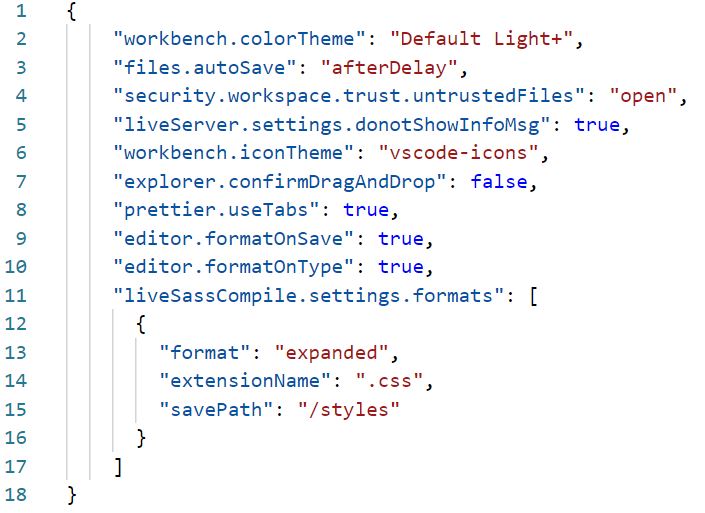 1 {
2 "workbench.colorTheme": "Default Light+",
3 "files.autoSave": "afterDelay",
4 "security.workspace.trust.untrustedFiles": "open",
5 "liveServer.settings.donotShowInfoMsg": true,
6 "workbench.iconTheme": "vscode-icons",
7 "explorer.confirmDragAndDrop": false,
8 "prettier.useTabs": true,
9 "editor.formatOnSave": true,
10 "editor.formatOnType": true,
11 "liveSassCompile.settings.formats": [
12 {
13 "format": "expanded",
14 "extensionName": ".css",
15 "savePath": "/styles"
16 }
17 ]
18 }